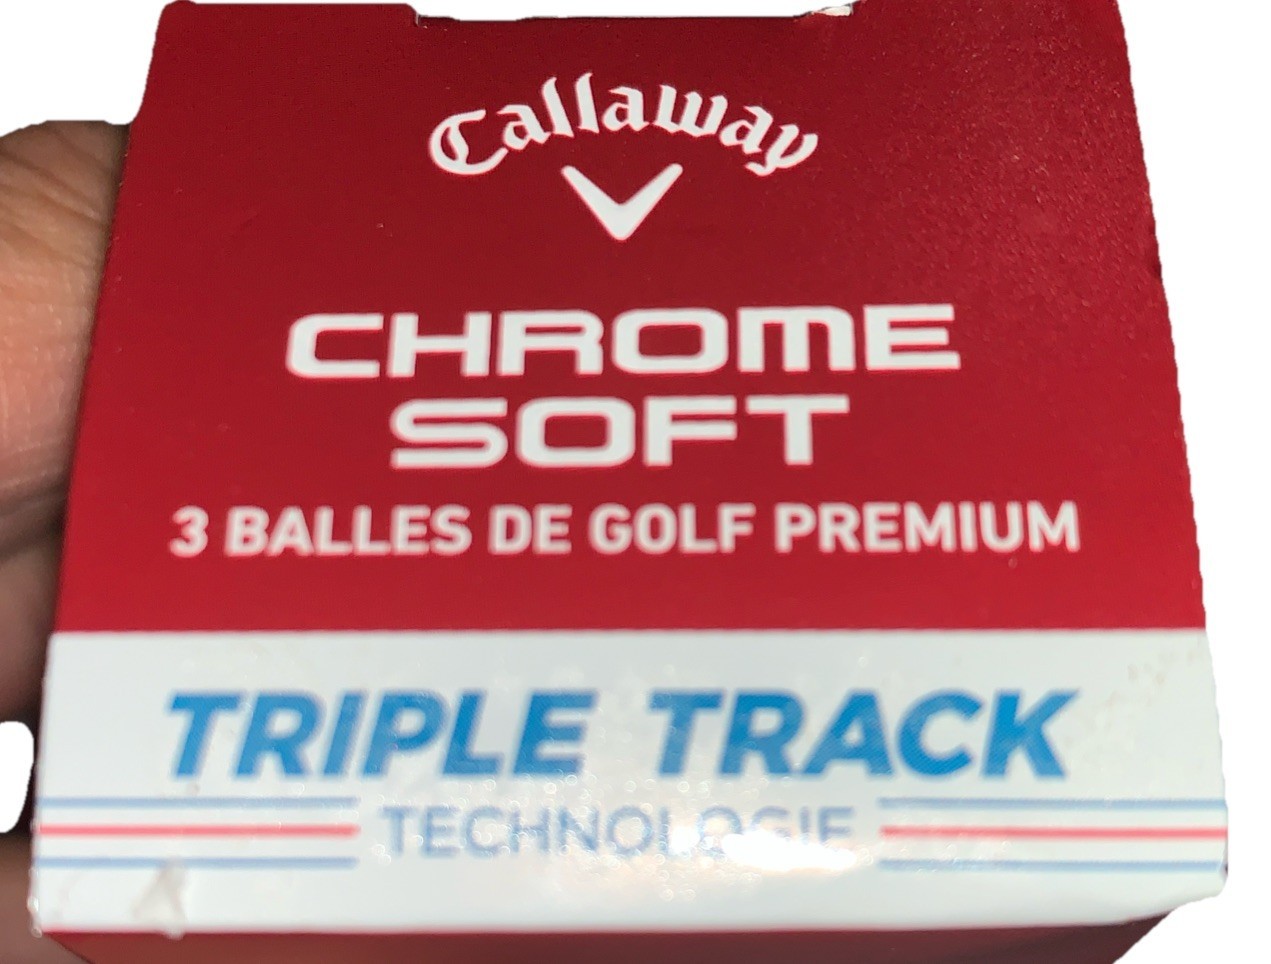 Callaway
CHROME
SOFT
3 BALLES DE GOLF PREMIUM
TRIPLE TRACK
TECHNOLOGIE